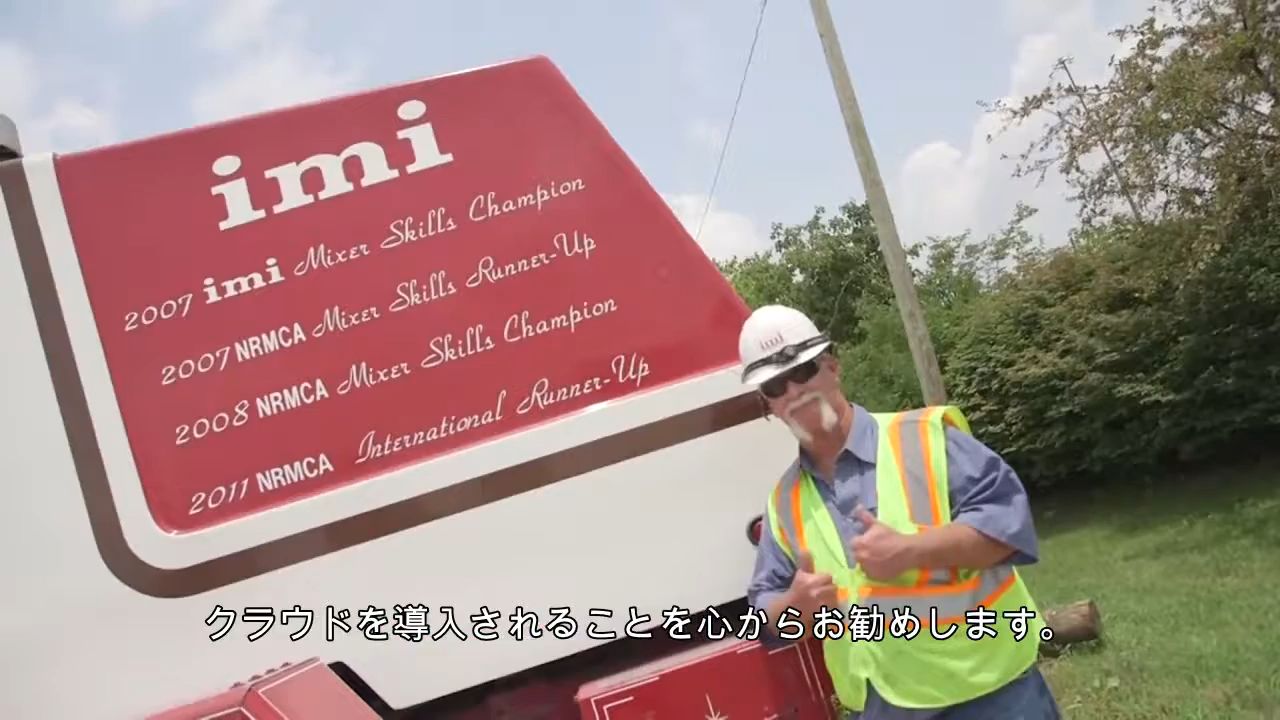 imi
2007 imi Mixer Skills Champion
2007 NRMCA Mixer Skills Runner-Up
2008 NRMCA Mixer Skills Champion
2011 NRMCA International Runner-Up
imi
クラウドを導入されることを心からお勧めします。